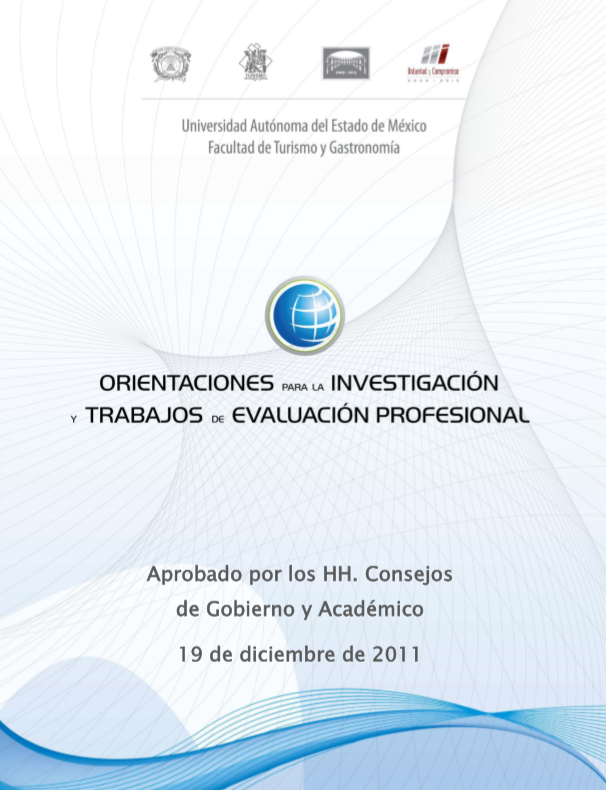 TURISMO
Voluntad y Compromiso
Universidad Autónoma del Estado de México
Facultad de Turismo y Gastronomía
ORIENTACIONES PARA LA INVESTIGACIÓN
Y TRABAJOS DE EVALUACIÓN PROFESIONAL
Aprobado por los HH. Consejos
de Gobierno y Académico
19 de diciembre de 2011